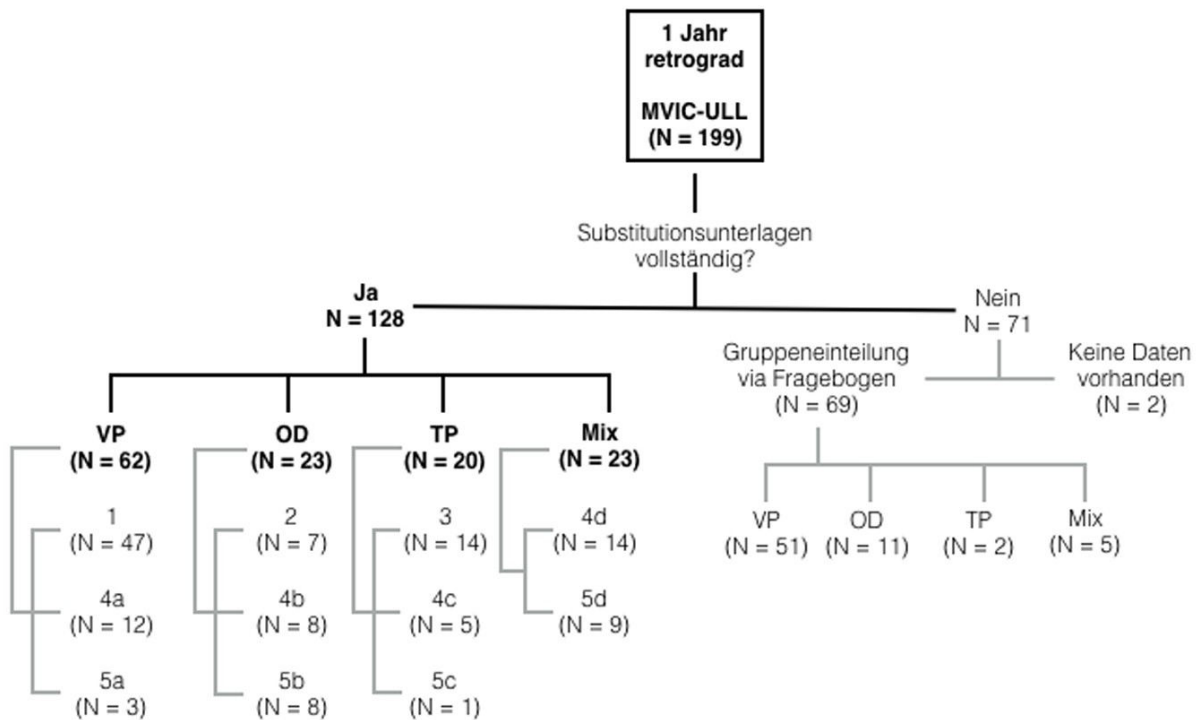 1 Jahr
retrograd
MVIC-ULL
(N = 199)
Substitutionsunterlagen
vollständig?
Ja
N = 128
Nein
N = 71
Gruppeneinteilung
via Fragebogen
(N = 69)
Keine Daten
vorhanden
(N = 2)
VP
(N = 62)
OD
(N = 23)
TP
(N = 20)
Mix
(N = 23)
1
(N = 47)
2
(N = 7)
3
(N = 14)
4d
(N = 14)
4a
(N = 12)
4b
(N = 8)
4c
(N = 5)
5d
(N = 9)
5a
(N = 3)
5b
(N = 8)
5c
(N = 1)
VP
(N = 51)
OD
(N = 11)
TP
(N = 2)
Mix
(N = 5)